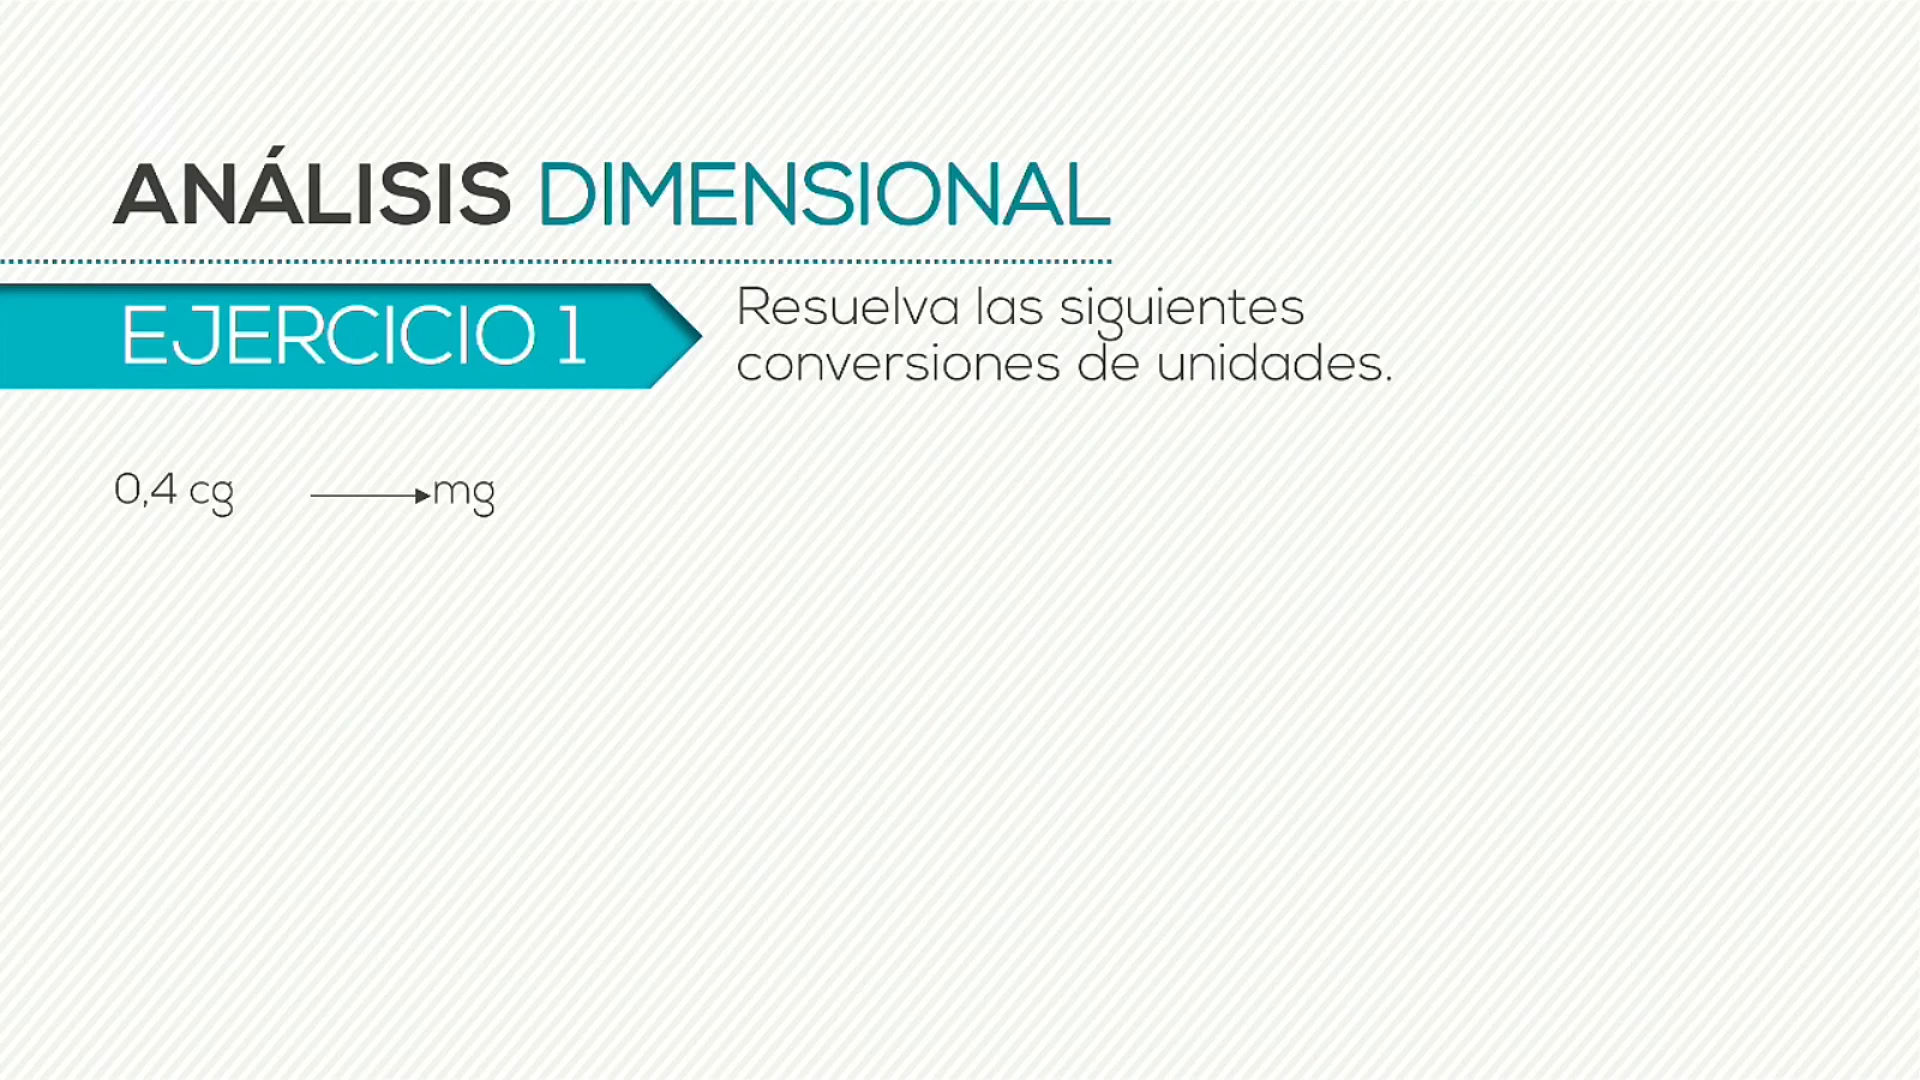 ANÁLISIS DIMENSIONAL
EJERCICIO 1
Resuelva las siguientes
conversiones de unidades.
0,4 cg mg